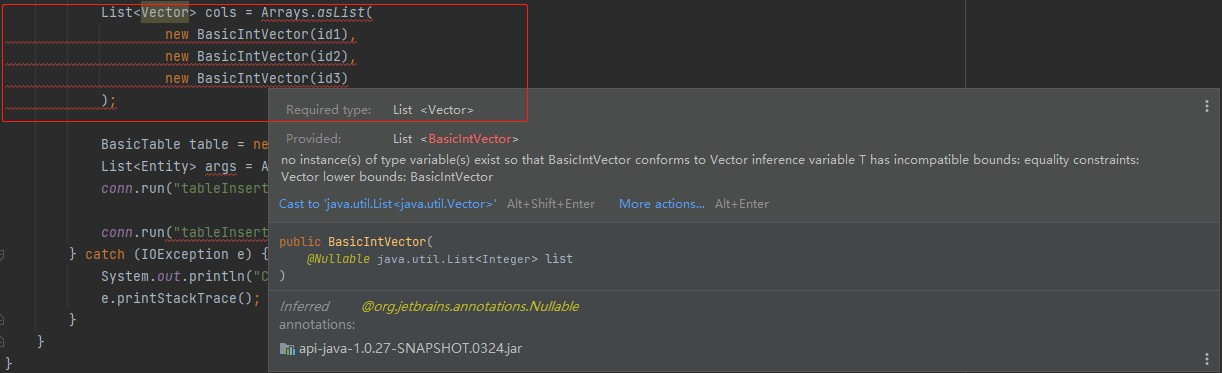 List<Vector> cols = Arrays.asList(
new BasicIntVector(id1),
new BasicIntVector(id2),
new BasicIntVector(id3)
);
Required type: List <Vector>
Provided: List <BasicIntVector>
no instance(s) of type variable(s) exist so that BasicIntVector conforms to Vector inference variable T has incompatible bounds: equality constraints:
Vector lower bounds: BasicIntVector
Cast to 'java.util.List<java.util.Vector>' Alt+Shift+Enter More actions... Alt+Enter
public BasicIntVector(
@Nullable java.util.List<Integer> list
)
Inferred @org.jetbrains.annotations.Nullable
annotations:
api-java-1.0.27-SNAPSHOT.0324.jar
BasicTable table = ne
List<Entity> args = A
conn.run("tableInsert
conn.run("tableInsert
} catch (IOException e) {
System.out.println("C
e.printStackTrace();
}
}
}